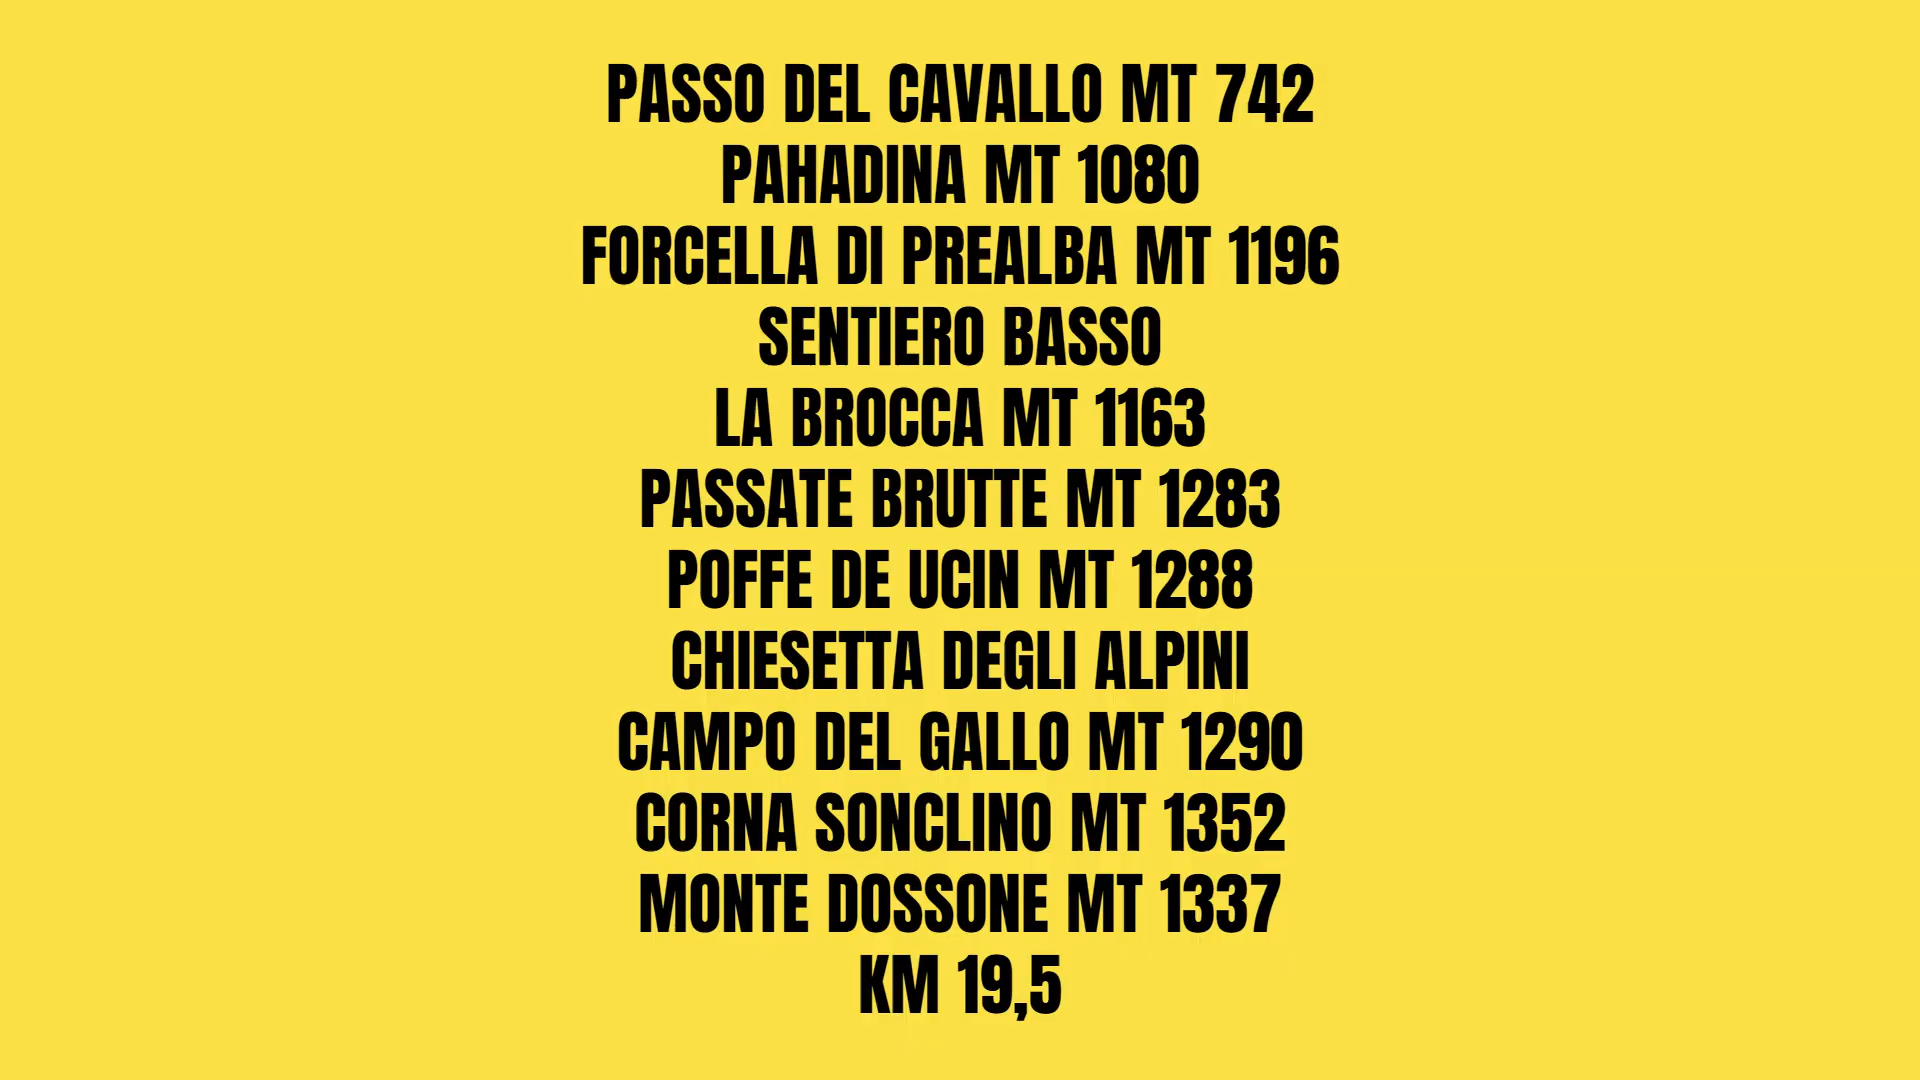 PASSO DEL CAVALLO MT 742
PAHADINA MT 1080
FORCELLA DI PREALBA MT 1196
SENTIERO BASSO
LA BROCCA MT 1163
PASSATE BRUTTE MT 1283
POFFE DE UCIN MT 1288
CHIESETTA DEGLI ALPINI
CAMPO DEL GALLO MT 1290
CORNA SONCLINO MT 1352
MONTE DOSSONE MT 1337
KM 19,5